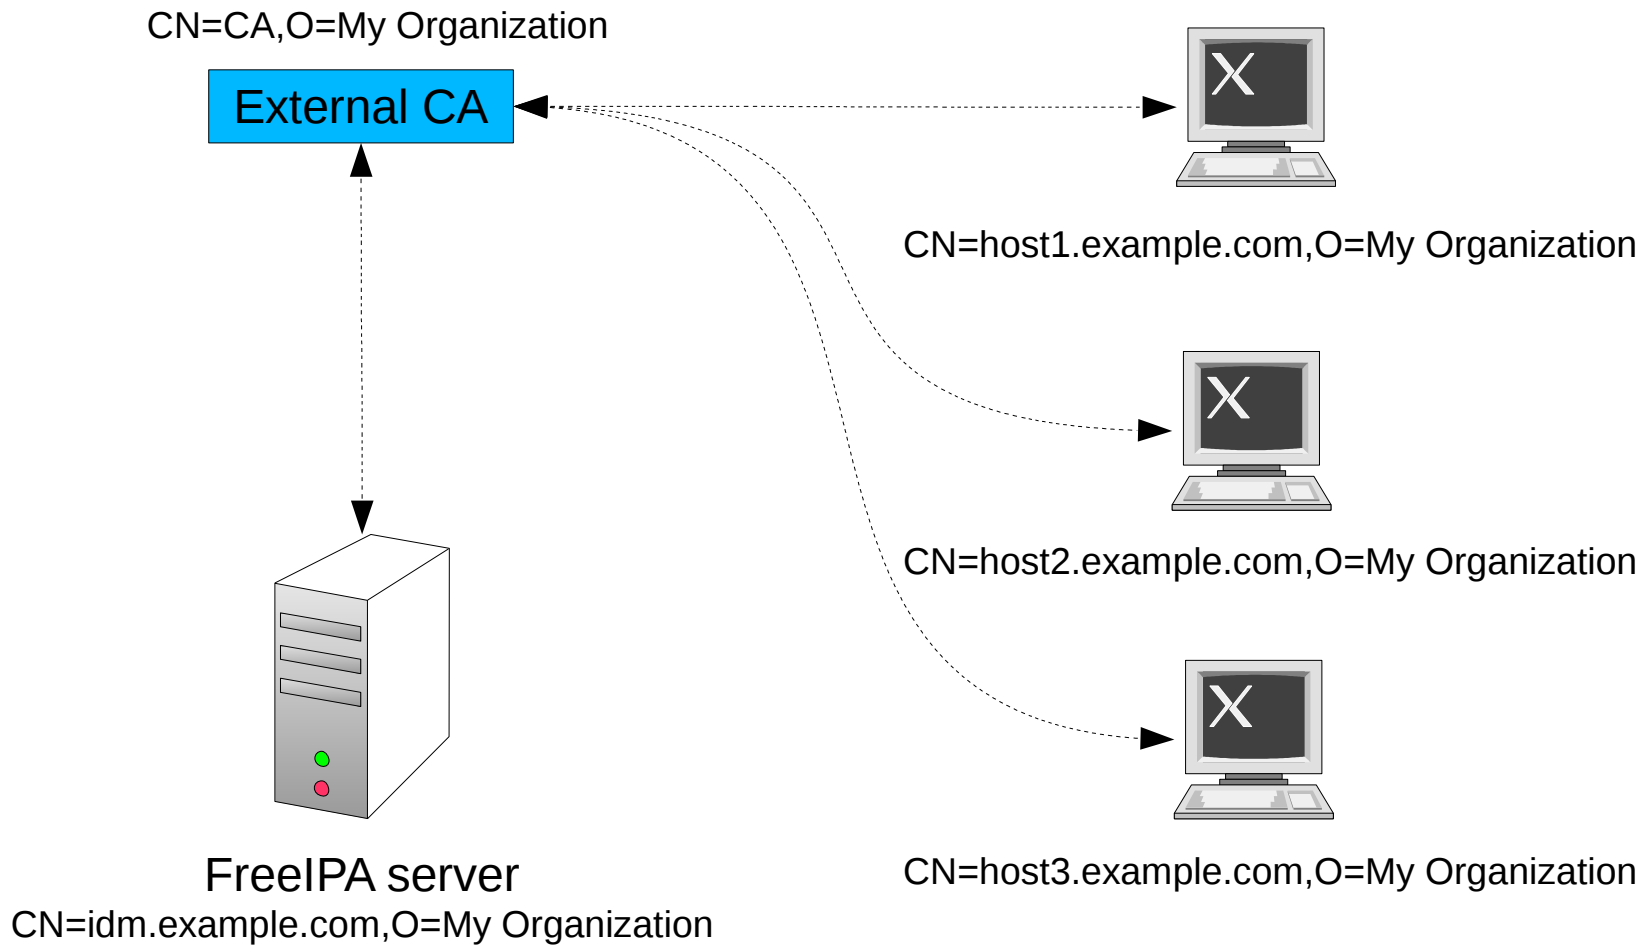 CN=CA,O=My Organization
External CA
X
CN=host1.example.com,O=My Organization
X
CN=host2.example.com,O=My Organization
X
CN=host3.example.com,O=My Organization
FreeIPA server
CN=idm.example.com,O=My Organization